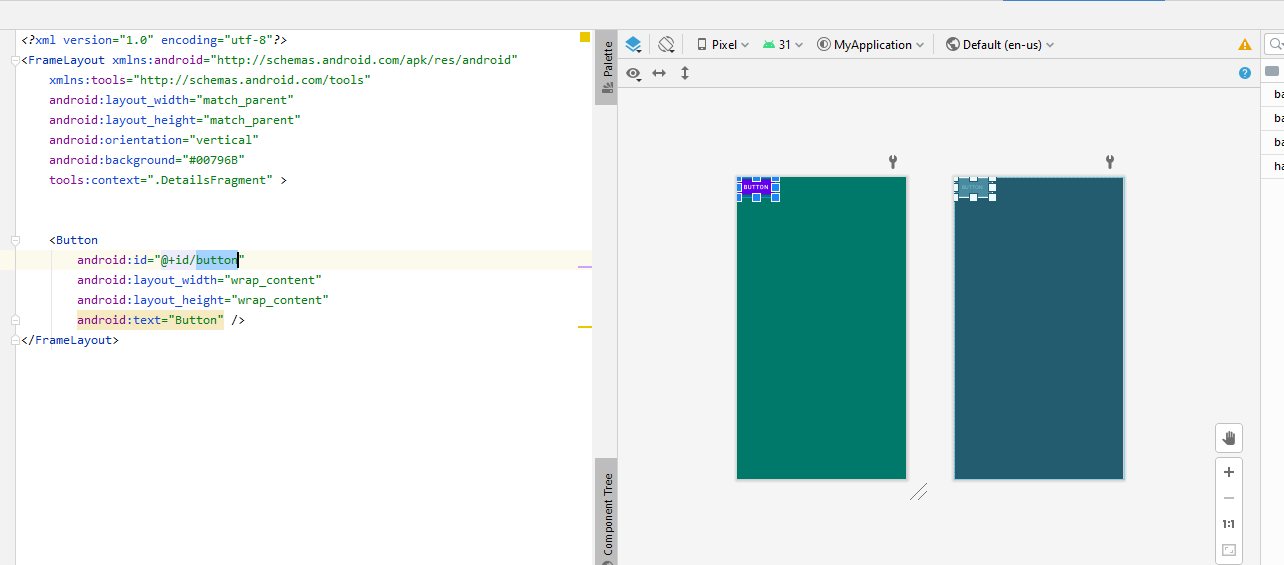 <?xml version="1.0" encoding="utf-8"?>
<FrameLayout xmlns:android="http://schemas.android.com/apk/res/android"
xmlns:tools="http://schemas.android.com/tools"
android:layout_width="match_parent"
android:layout_height="match_parent"
android:orientation="vertical"
android:background="#00796B"
tools:context=".DetailsFragment" >
<Button
android:id="@+id/button"
android:layout_width="wrap_content"
android:layout_height="wrap_content"
android:text="Button" />
</FrameLayout>
Palette
Component Tree
Pixel 31 MyApplication Default (en-us)
BUTTON
BUTTON
1:1
ba
ba
ba
ha